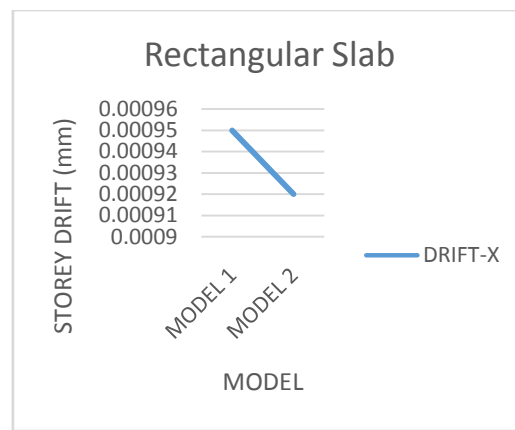 Rectangular Slab
STOREY DRIFT (mm)
0.00096
0.00095
0.00094
0.00093
0.00092
0.00091
0.0009
MODEL 1
MODEL 2
DRIFT-X
MODEL